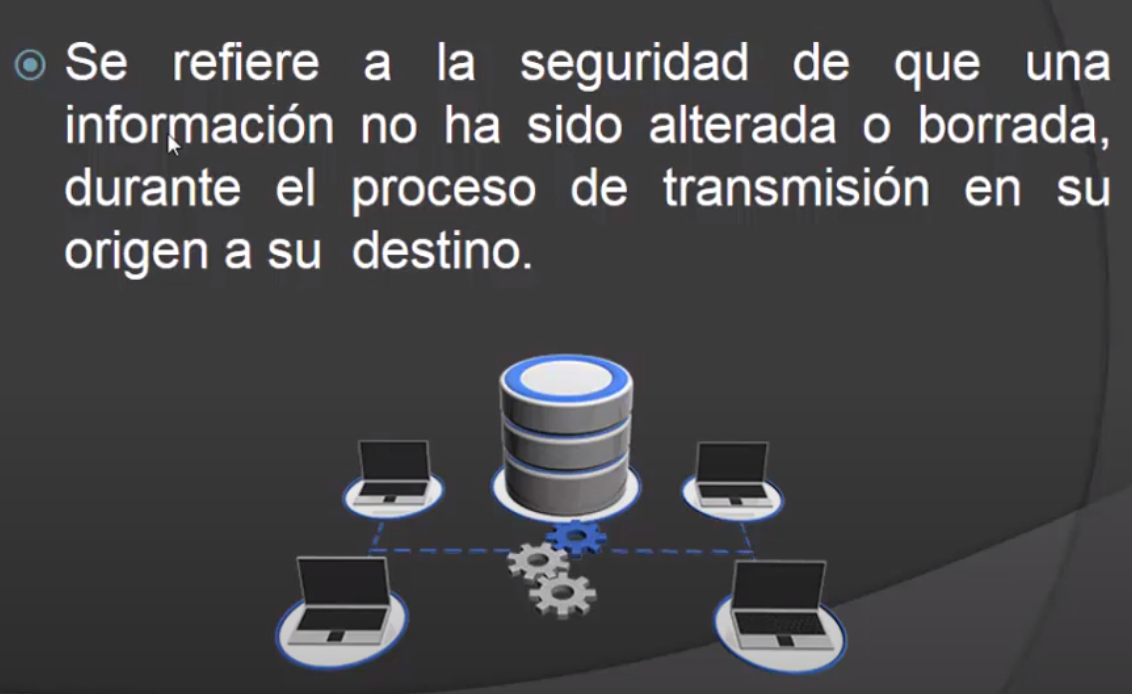 Se refiere a la seguridad de que una
información no ha sido alterada o borrada,
durante el proceso de transmisión en su
origen a su destino.